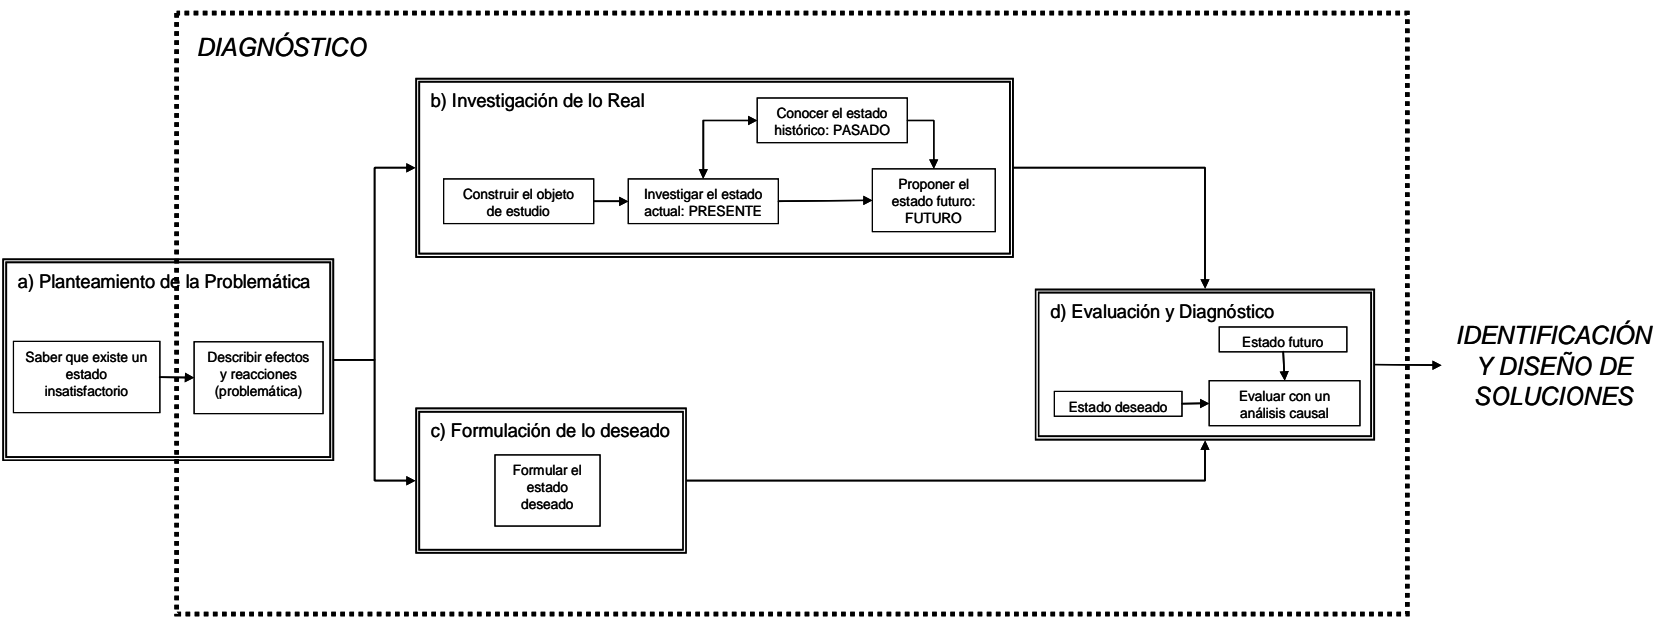 DIAGNÓSTICO
a) Planteamiento de la Problemática
Saber que existe un
estado
insatisfactorio
Describir efectos
y reacciones
(problemática)
b) Investigación de lo Real
Construir el objeto
de estudio
Investigar el estado
actual: PRESENTE
Conocer el estado
histórico: PASADO
Proponer el
estado futuro:
FUTURO
c) Formulación de lo deseado
Formular el
estado
deseado
d) Evaluación y Diagnóstico
Estado futuro
Estado deseado
Evaluar con un
análisis causal
IDENTIFICACIÓN
Y DISEÑO DE
SOLUCIONES